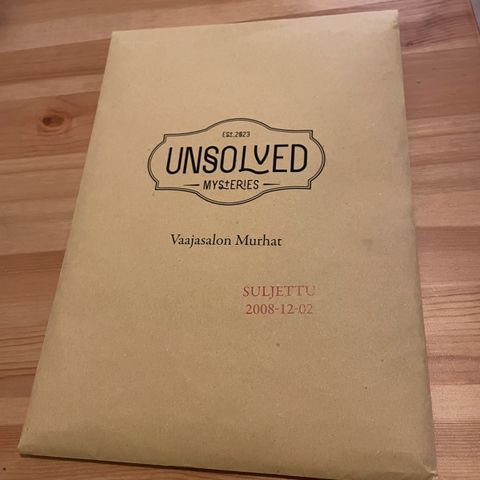 EST.2023
UNSOLVED
MYSTERIES
Vaajasalon Murhat
SULJETTU
2008-12-02